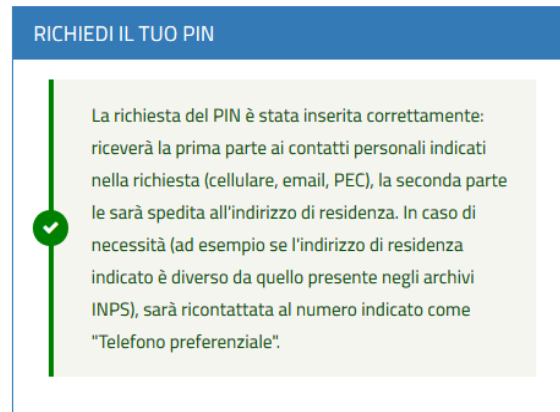 RICHIEDI IL TUO PIN
La richiesta del PIN è stata inserita correttamente:
riceverà la prima parte ai contatti personali indicati
nella richiesta (cellulare, email, PEC), la seconda parte
le sarà spedita all'indirizzo di residenza. In caso di
necessità (ad esempio se l'indirizzo di residenza
indicato è diverso da quello presente negli archivi
INPS), sarà ricontattata al numero indicato come
"Telefono preferenziale".